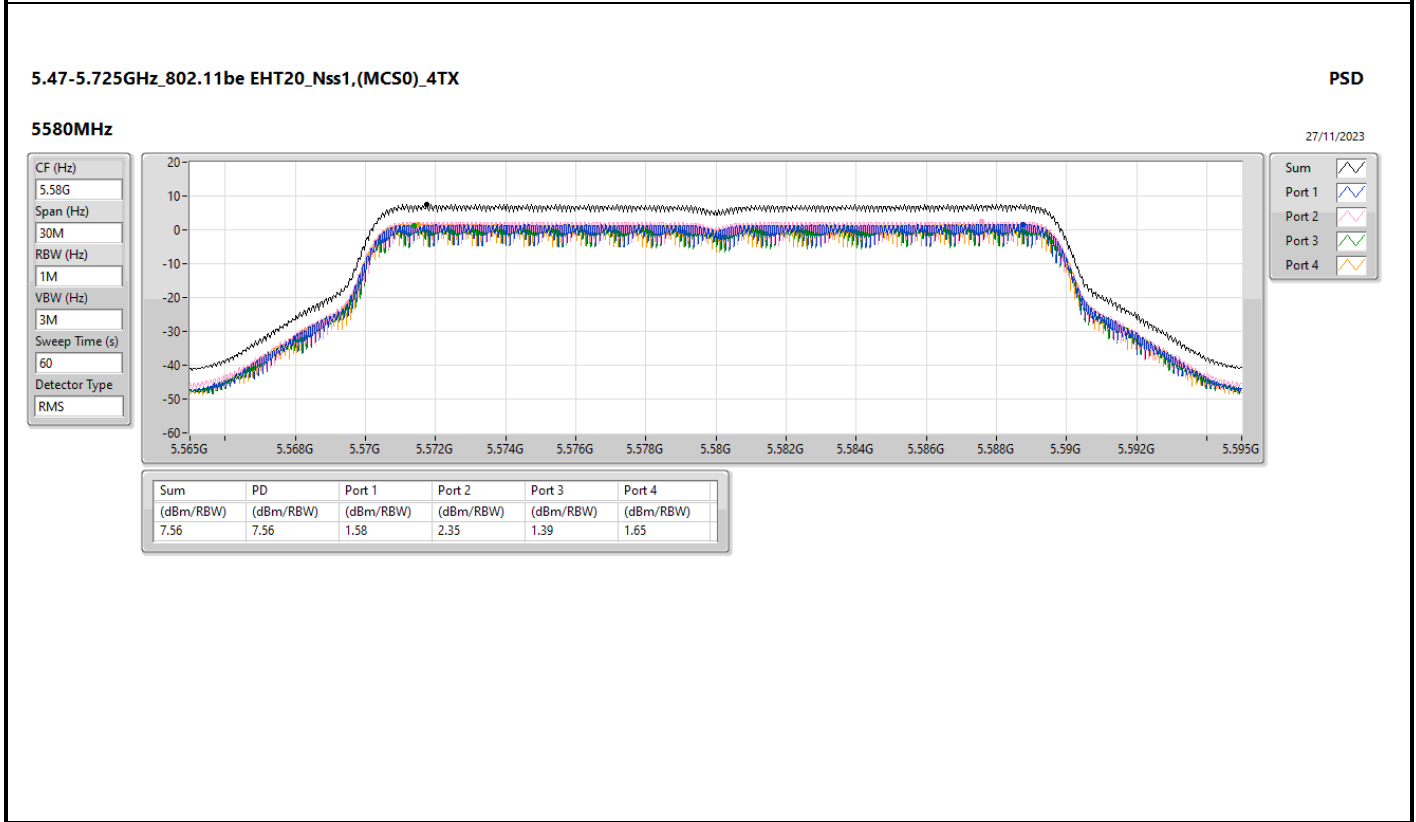 5.47-5.725GHz_802.11be EHT20_Nss1,(MCS0)_4TX
PSD
5580MHz
27/11/2023
CF (Hz)
5.58G
Span (Hz)
30M
RBW (Hz)
1M
VBW (Hz)
3M
Sweep Time (s)
60
Detector Type
RMS
20
10
0
-10
-20
-30
-40
-50
-60
5.565G 5.568G 5.57G 5.572G 5.574G 5.576G 5.578G 5.58G 5.582G 5.584G 5.586G 5.588G 5.59G 5.592G 5.595G
Sum
Port 1
Port 2
Port 3
Port 4
Sum PD Port 1 Port 2 Port 3 Port 4
(dBm/RBW) (dBm/RBW) (dBm/RBW) (dBm/RBW) (dBm/RBW) (dBm/RBW)
7.56 7.56 1.58 2.35 1.39 1.65